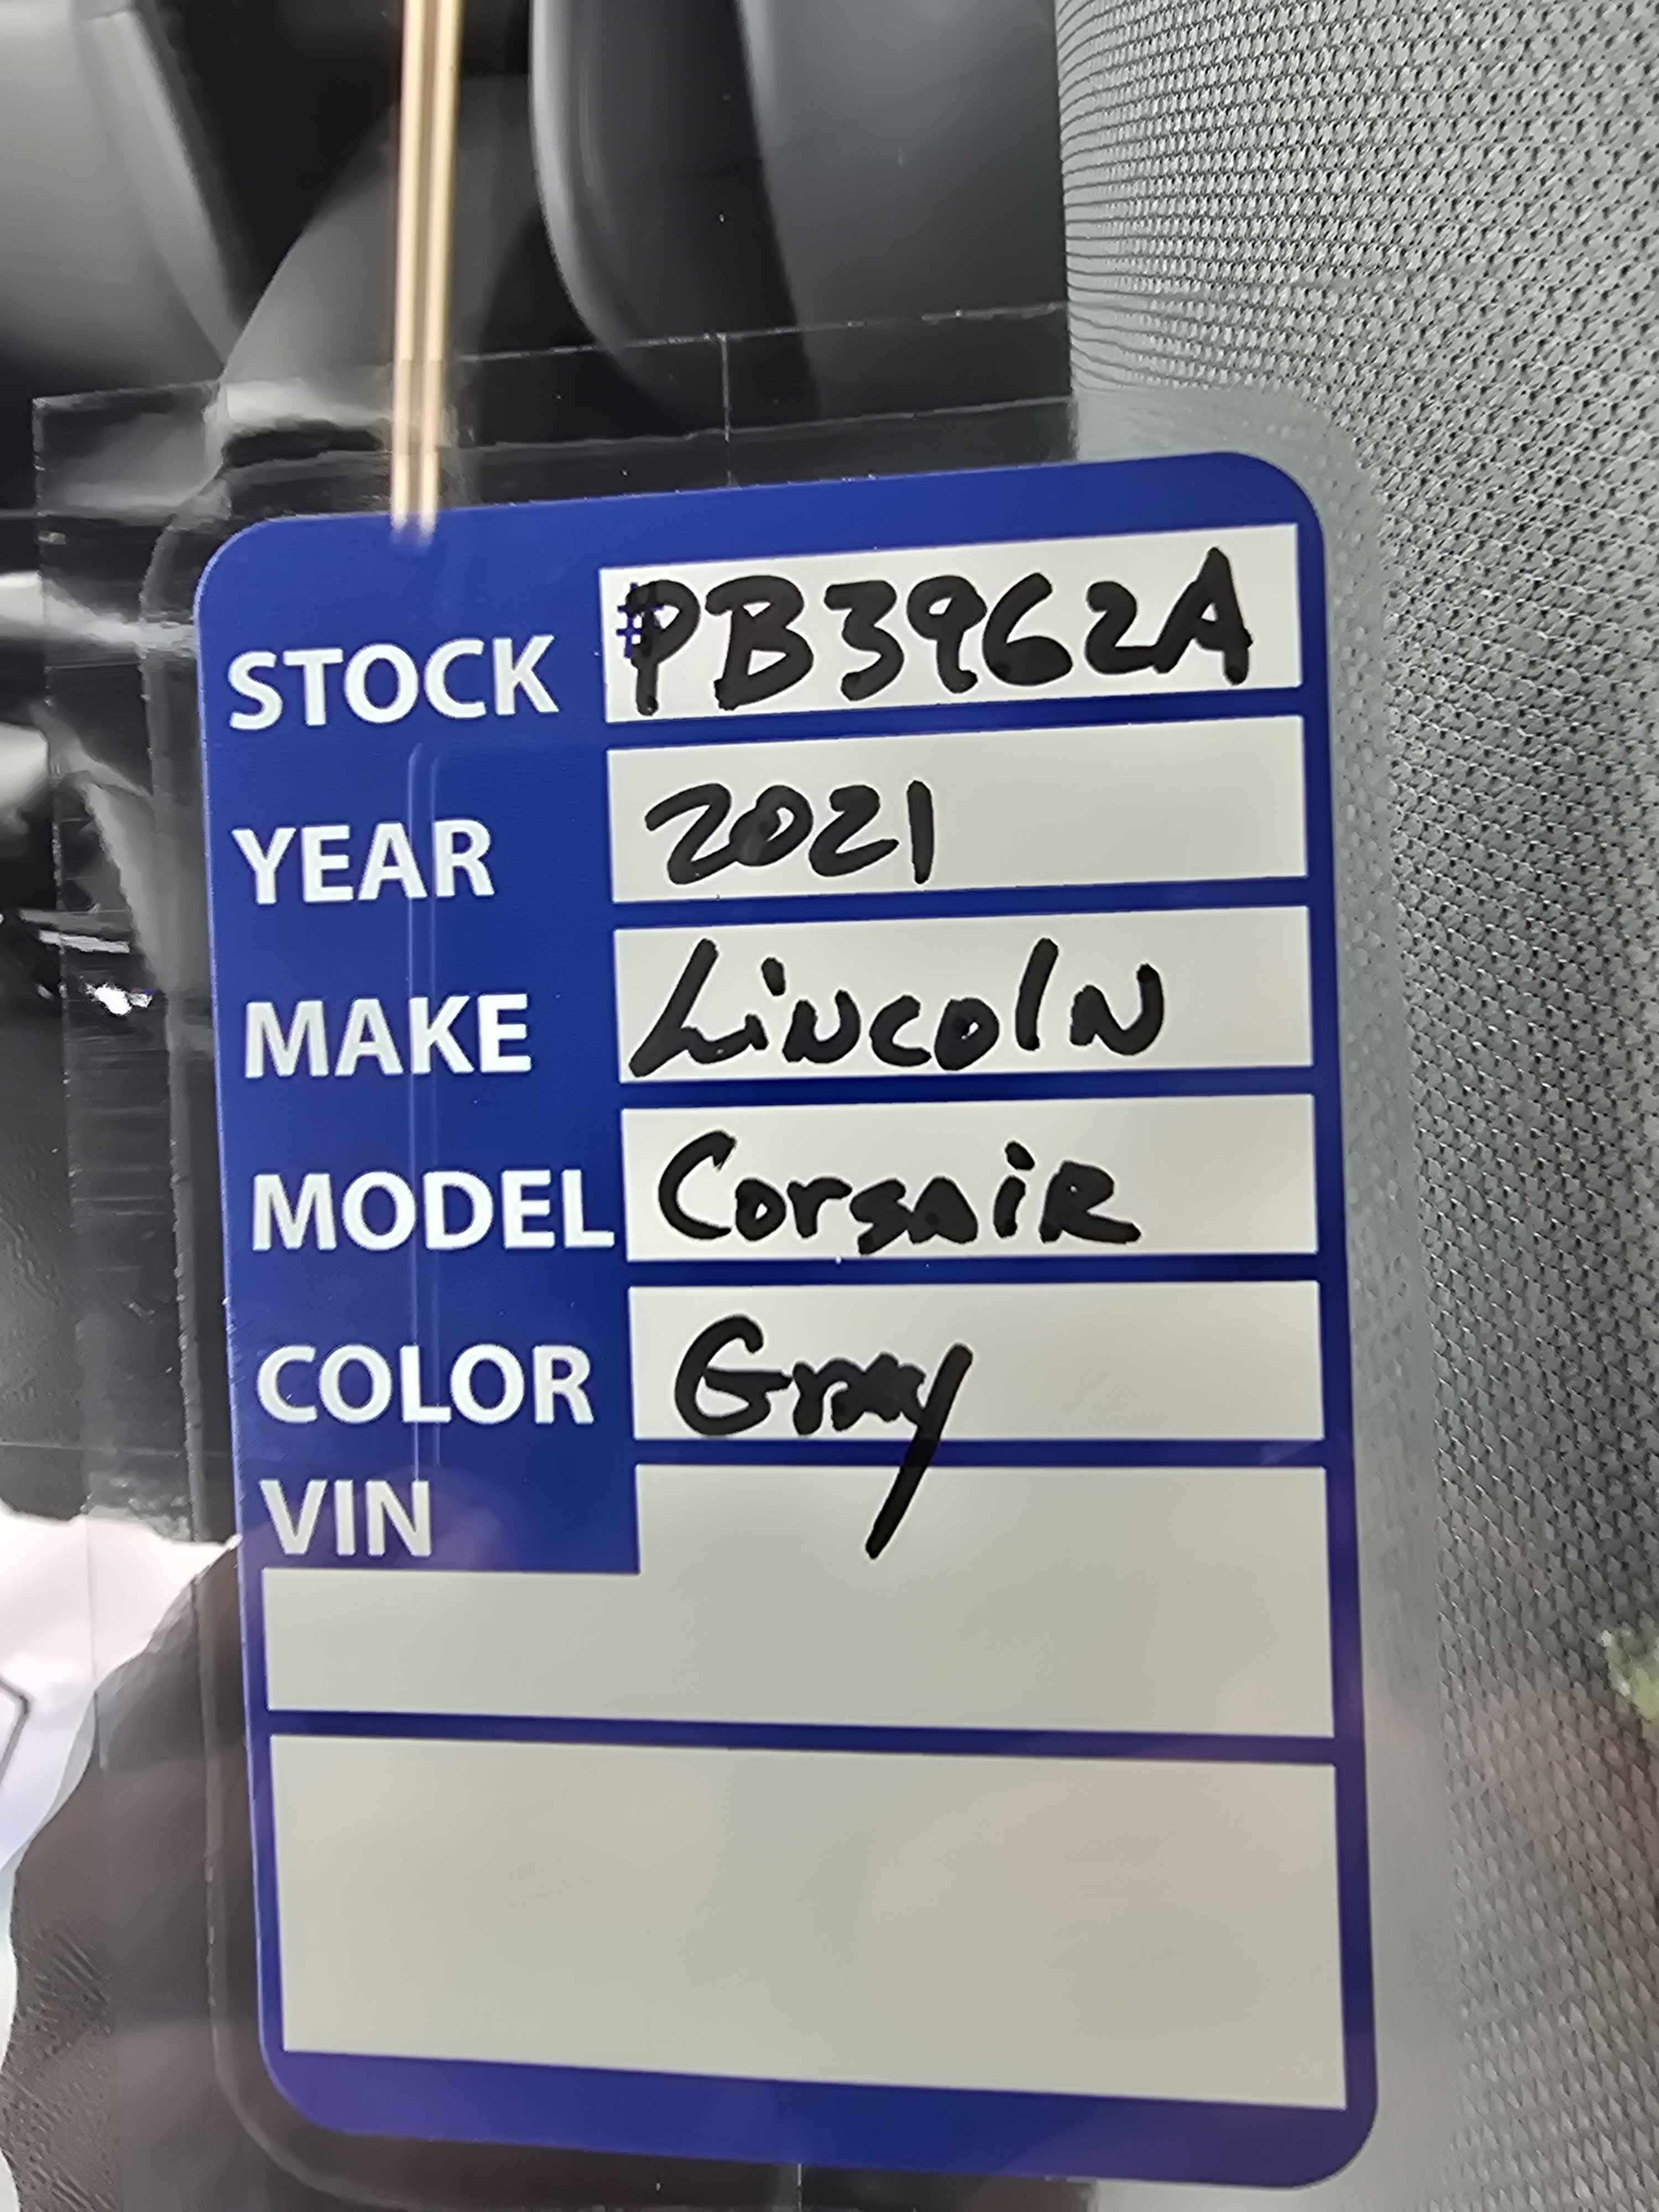 STOCK #PB3962A
YEAR 2021
MAKE LiNcolN
MODEL CorsaiR
COLOR Gray
VIN